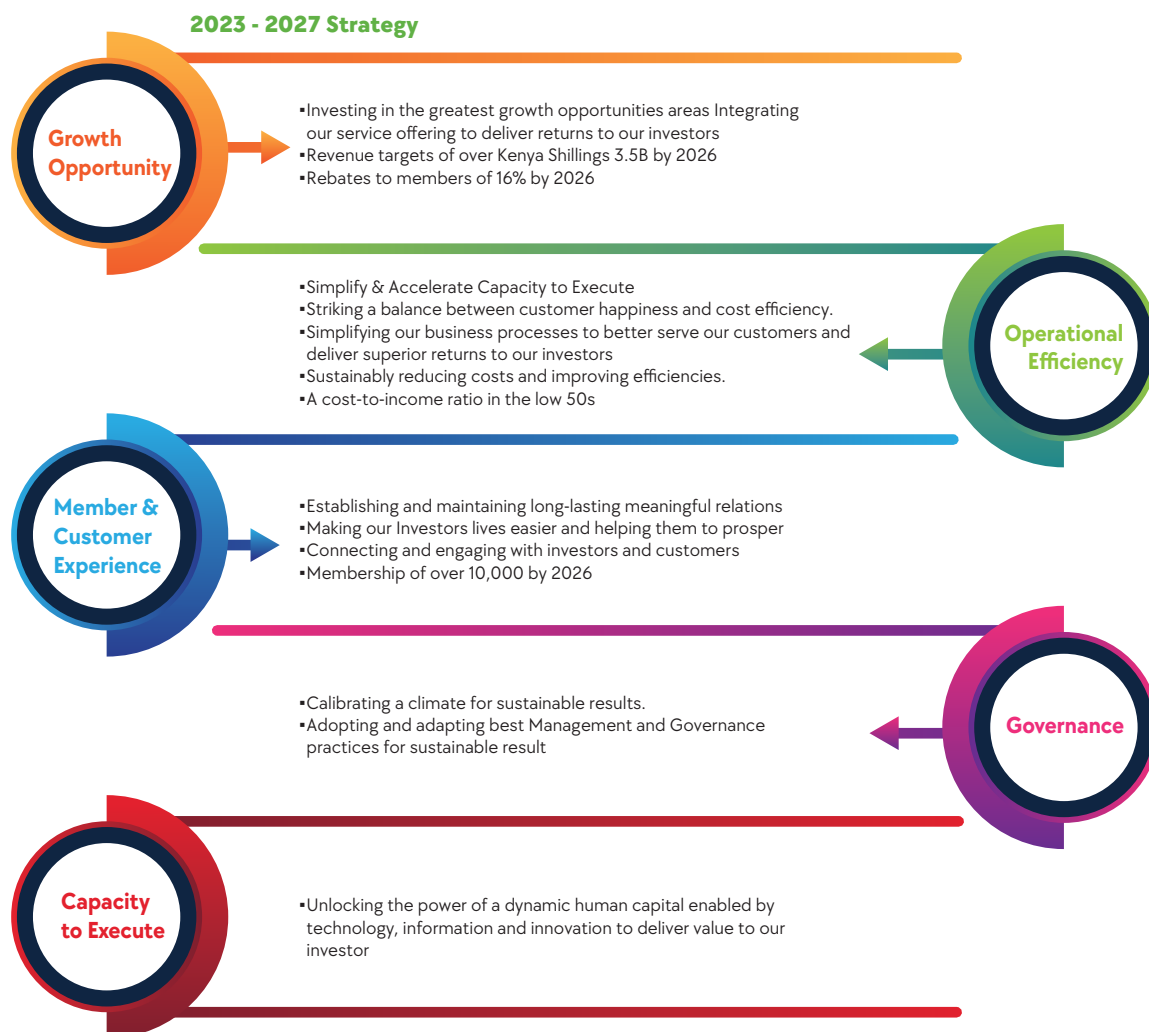 2023 - 2027 Strategy
Growth
Opportunity
▪Investing in the greatest growth opportunities areas Integrating
our service offering to deliver returns to our investors
▪Revenue targets of over Kenya Shillings 3.5B by 2026
▪Rebates to members of 16% by 2026
Operational
Efficiency
▪Simplify & Accelerate Capacity to Execute
▪Striking a balance between customer happiness and cost efficiency.
▪Simplifying our business processes to better serve our customers and
deliver superior returns to our investors
▪Sustainably reducing costs and improving efficiencies.
▪A cost-to-income ratio in the low 50s
Member &
Customer
Experience
▪Establishing and maintaining long-lasting meaningful relations
▪Making our Investors lives easier and helping them to prosper
▪Connecting and engaging with investors and customers
▪Membership of over 10,000 by 2026
Governance
▪Calibrating a climate for sustainable results.
▪Adopting and adapting best Management and Governance
practices for sustainable result
Capacity
to Execute
▪Unlocking the power of a dynamic human capital enabled by
technology, information and innovation to deliver value to our
investor